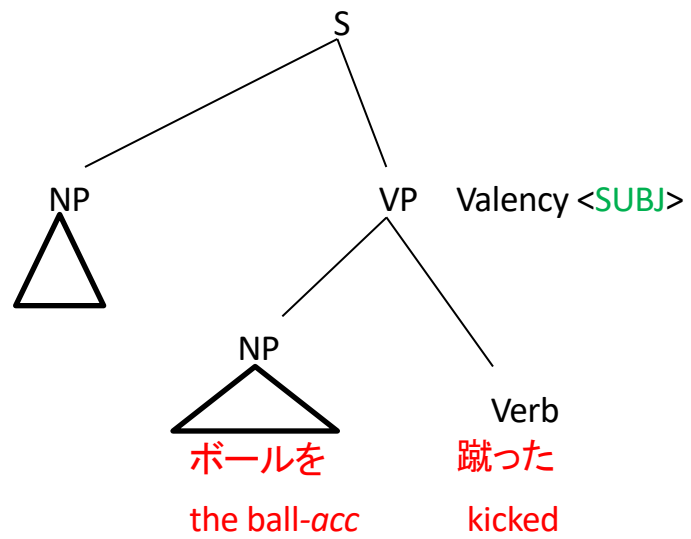 S
NP VP Valency <SUBJ>
NP
Verb
ボールを 蹴った
the ball-acc kicked